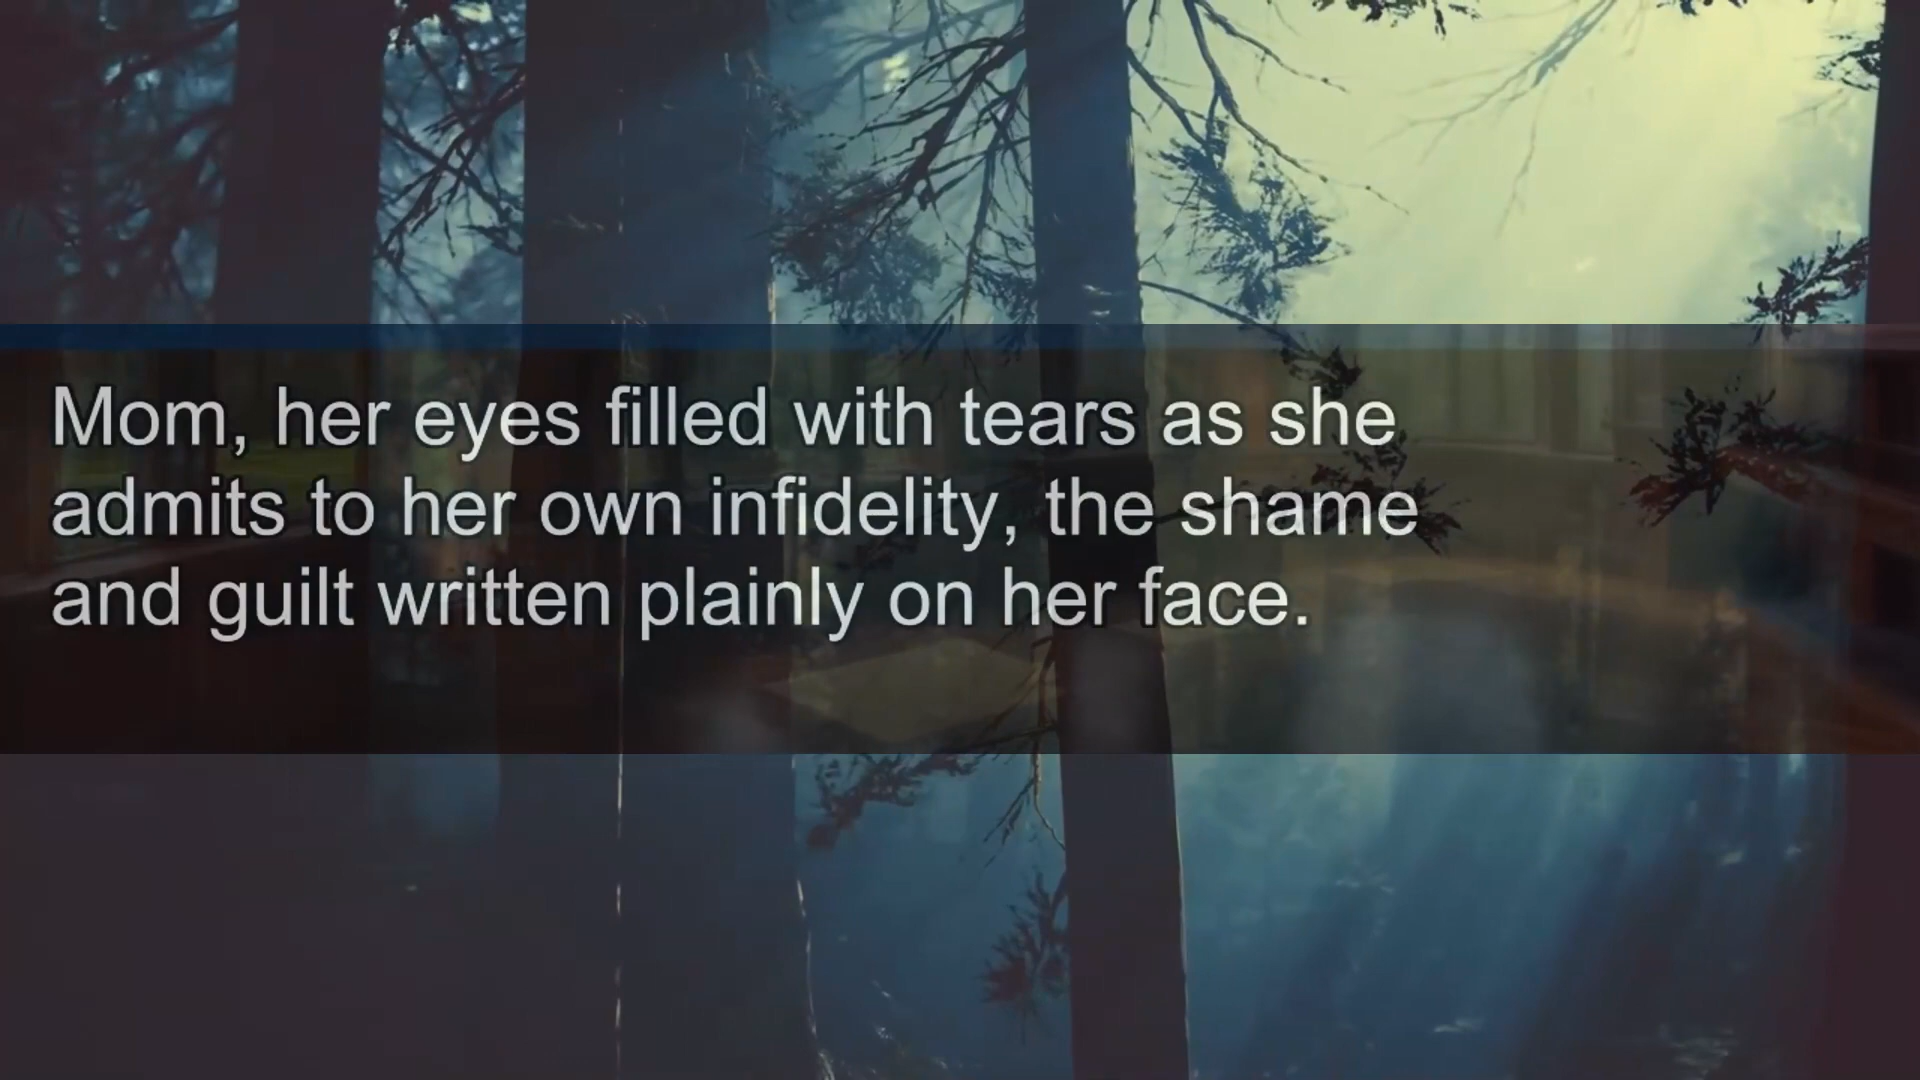 Mom, her eyes filled with tears as she
admits to her own infidelity, the shame
and guilt written plainly on her face.